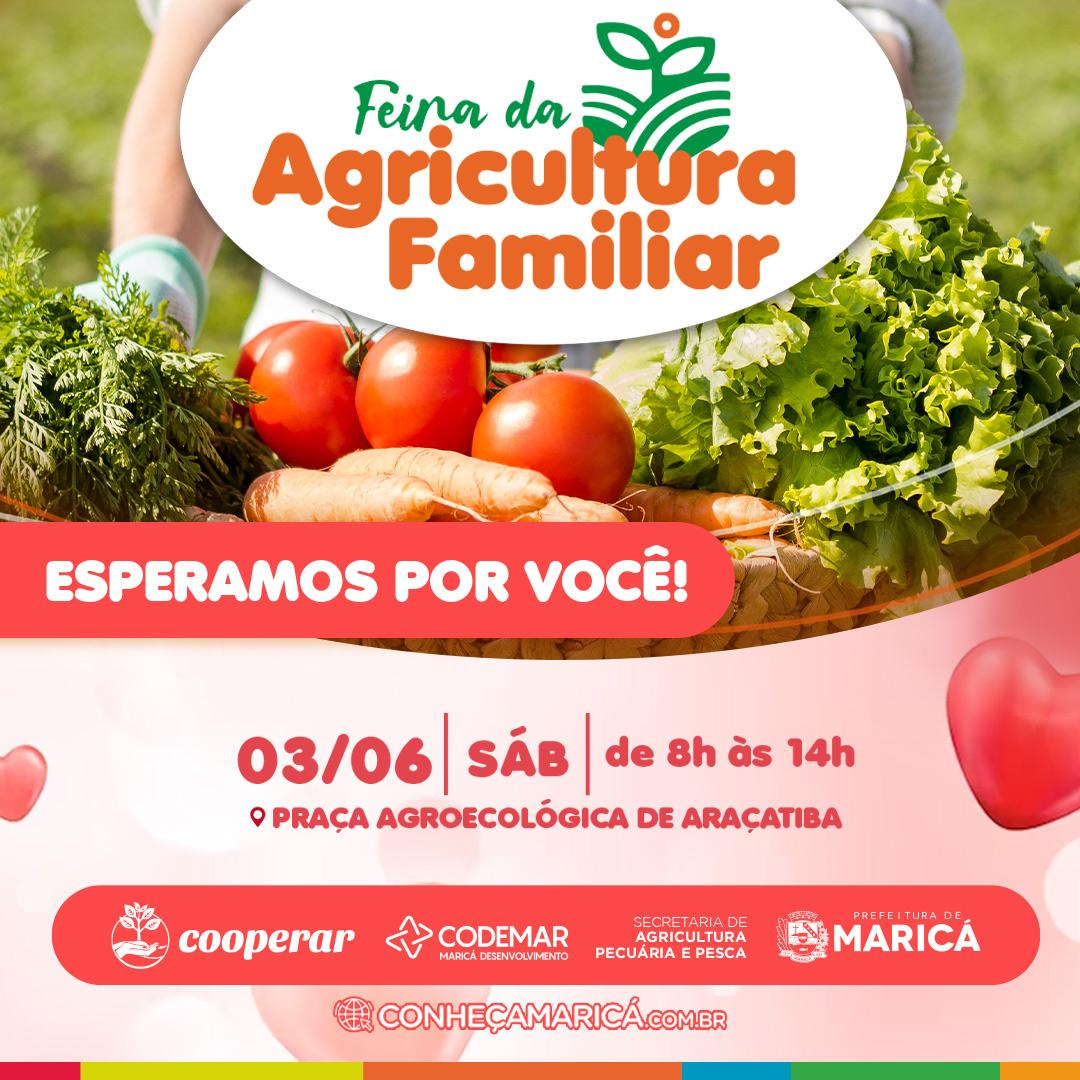 Feira da
Agricultura
Familiar
ESPERAMOS POR VOCÊ!
03/06 | SÁB | de 8h às 14h
PRAÇA AGROECOLÓGICA DE ARAÇATIBA
cooperar
CODEMAR
MARICÁ DESENVOLVIMENTO
SECRETARIA DE
AGRICULTURA
PECUÁRIA E PESCA
PREFEITURA DE
MARICÁ
CONHEÇAMARICÁ.COM.BR